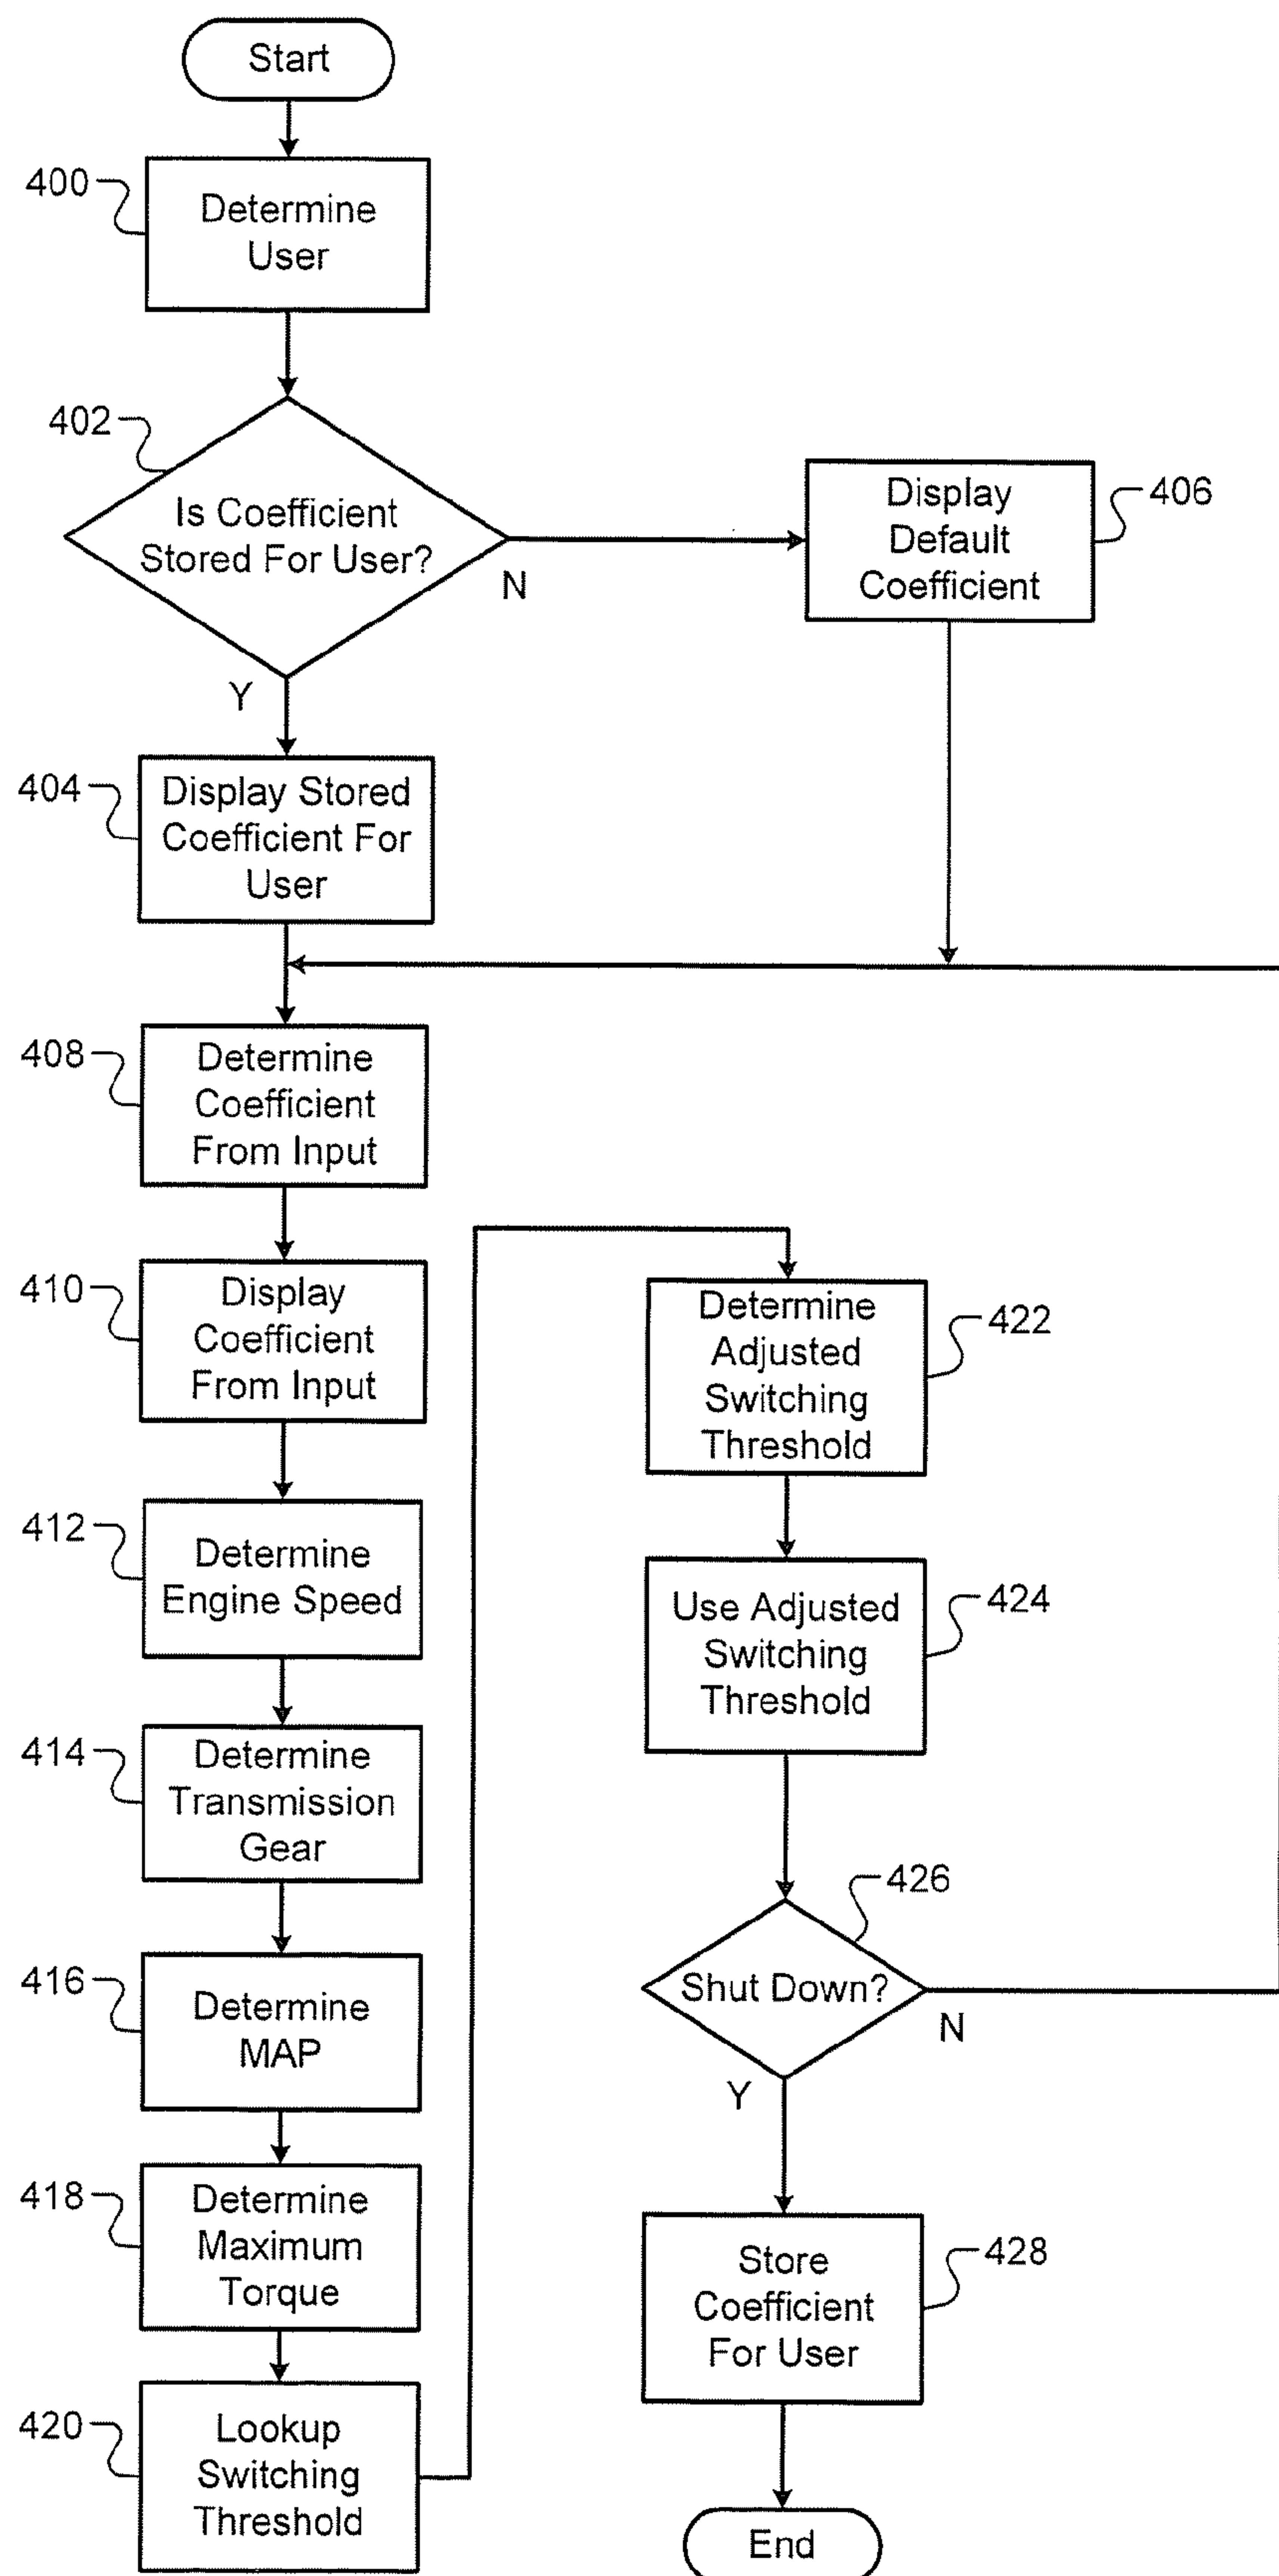 Start
400
Determine
User
402
Is Coefficient
Stored For User?
N
Y
Display
Default
Coefficient
406
404
Display Stored
Coefficient For
User
408
Determine
Coefficient
From Input
410
Display
Coefficient
From Input
412
Determine
Engine Speed
414
Determine
Transmission
Gear
416
Determine
MAP
418
Determine
Maximum
Torque
420
Lookup
Switching
Threshold
Determine
Adjusted
Switching
Threshold
422
Use Adjusted
Switching
Threshold
424
426
Shut Down?
N
Y
Store
Coefficient
For User
428
End